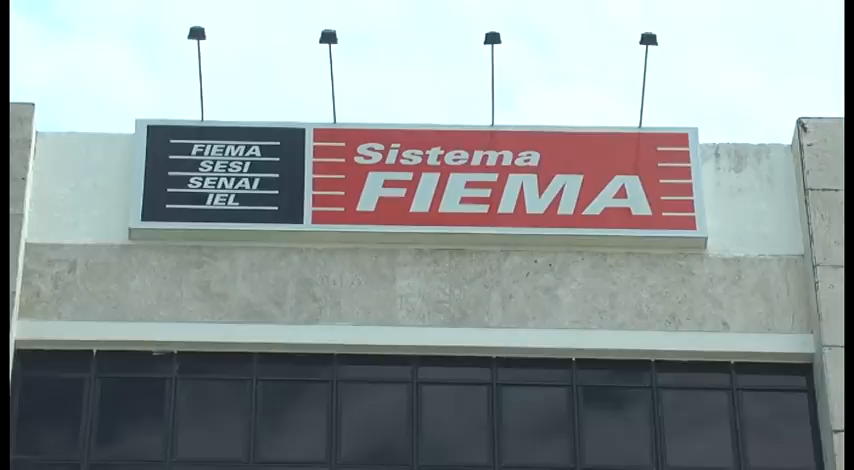 FIEMA
SESI
SENAI
IEL
Sistema
FIEMA